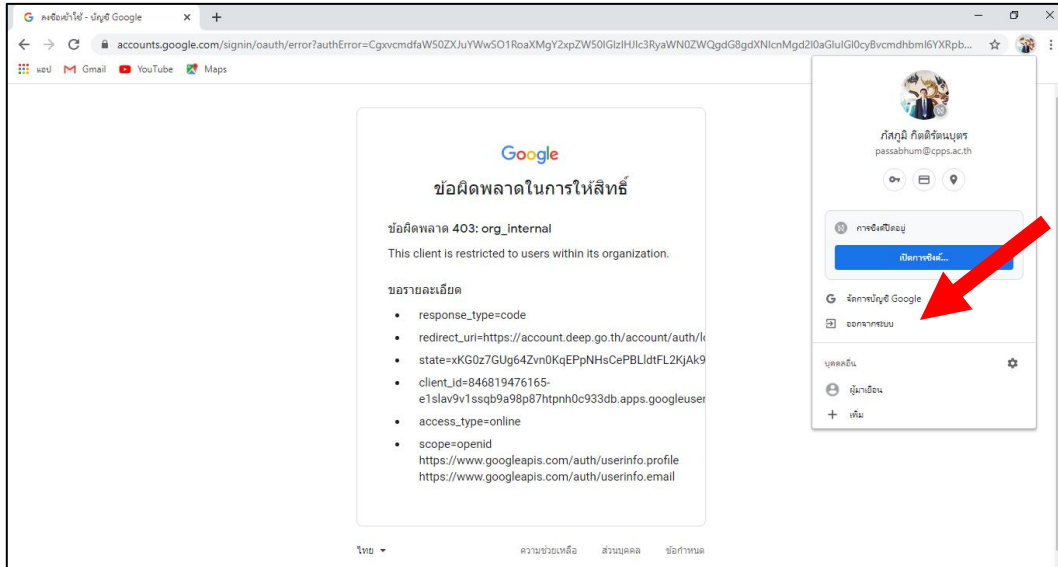 ลงชื่อเข้าใช้ - บัญชี Google
accounts.google.com/signin/oauth/error?authError=CgxvcmdfaW50ZXJuYWwSO1RoaXMgY2xpZW50IGlzIHJlc3RyaWN0ZWQgdG8gdXNlcnMgd2l0aGluIGl0cyBvcmdhbml6YXRpb...
แอป Gmail YouTube Maps
Google
ข้อผิดพลาดในการให้สิทธิ์
ข้อผิดพลาด 403: org_internal
This client is restricted to users within its organization.
ขอรายละเอียด
response_type=code
redirect_uri=https://account.deep.go.th/account/auth/l
state=xKG0z7GUg64Zvn0KqEPpNHsCePBLldtFL2KjAk9
client_id=846819476165-
e1slav9v1ssqb9a98p87htpnh0c933db.apps.googleuser
access_type=online
scope=openid
https://www.googleapis.com/auth/userinfo.profile
https://www.googleapis.com/auth/userinfo.email
ไทย
ความช่วยเหลือ ส่วนบุคคล ข้อกำหนด
ภัสภูมิ กิตติรัตนบุตร
passabhum@cpps.ac.th
การซิงค์ปิดอยู่
เปิดการซิงค์...
จัดการบัญชี Google
ออกจากระบบ
บุคคลอื่น
ผู้มาเยือน
เพิ่ม